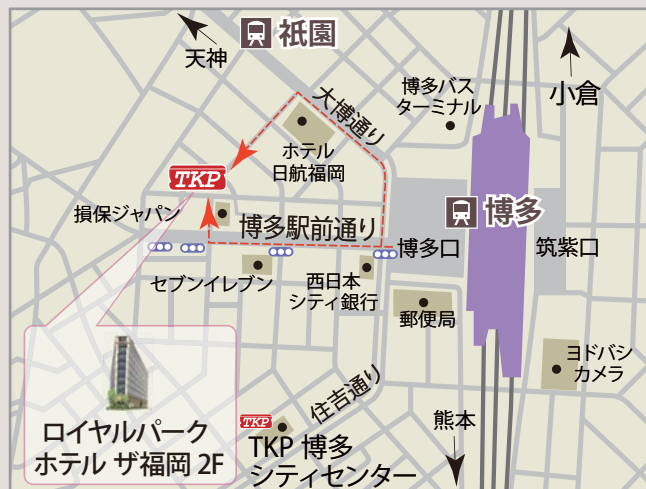 祇園
天神
大博通り
博多バス
ターミナル
小倉
ホテル
日航福岡
TKP
損保ジャパン
博多駅前通り
博多
博多口
筑紫口
セブンイレブン
西日本
シティ銀行
郵便局
ヨドバシ
カメラ
住吉通り
熊本
ロイヤルパーク
ホテル ザ福岡 2F
TKP
TKP 博多
シティセンター